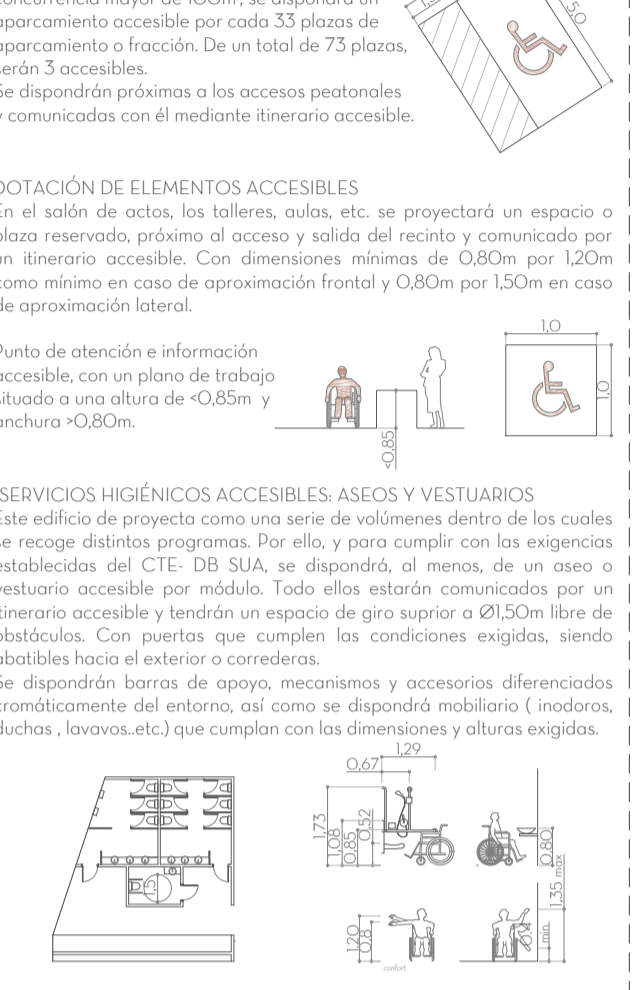 aparcamiento accesible por cada 33 plazas de
aparcamiento o fracción. De un total de 73 plazas,
serán 3 accesibles.
Se dispondrán próximas a los accesos peatonales
y comunicadas con él mediante itinerario accesible.
5,0
DOTACIÓN DE ELEMENTOS ACCESIBLES
En el salón de actos, los talleres, aulas, etc. se proyectará un espacio o
plaza reservado, próximo al acceso y salida del recinto y comunicado por
un itinerario accesible. Con dimensiones mínimas de 0,80m por 1,20m
como mínimo en caso de aproximación frontal y 0,80m por 1,50m en caso
de aproximación lateral.
Punto de atención e información
accesible, con un plano de trabajo
situado a una altura de <0,85m y
anchura >0,80m.
<0,85
1,0
1,0
SERVICIOS HIGIÉNICOS ACCESIBLES: ASEOS Y VESTUARIOS
Este edificio de proyecta como una serie de volúmenes dentro de los cuales
se recoge distintos programas. Por ello, y para cumplir con las exigencias
establecidas del CTE- DB SUA, se dispondrá, al menos, de un aseo o
vestuario accesible por módulo. Todo ellos estarán comunicados por un
itinerario accesible y tendrán un espacio de giro suprior a Ø1,50m libre de
obstáculos. Con puertas que cumplen las condiciones exigidas, siendo
abatibles hacia el exterior o correderas.
Se dispondrán barras de apoyo, mecanismos y accesorios diferenciados
cromáticamente del entorno, así como se dispondrá mobiliario ( inodoros,
duchas , lavavos..etc.) que cumplan con las dimensiones y alturas exigidas.
1,5
1,29
0,67
1,73
1,08
0,85
0,52
0,80
1,20
0,8
confort
1,35 max
min.